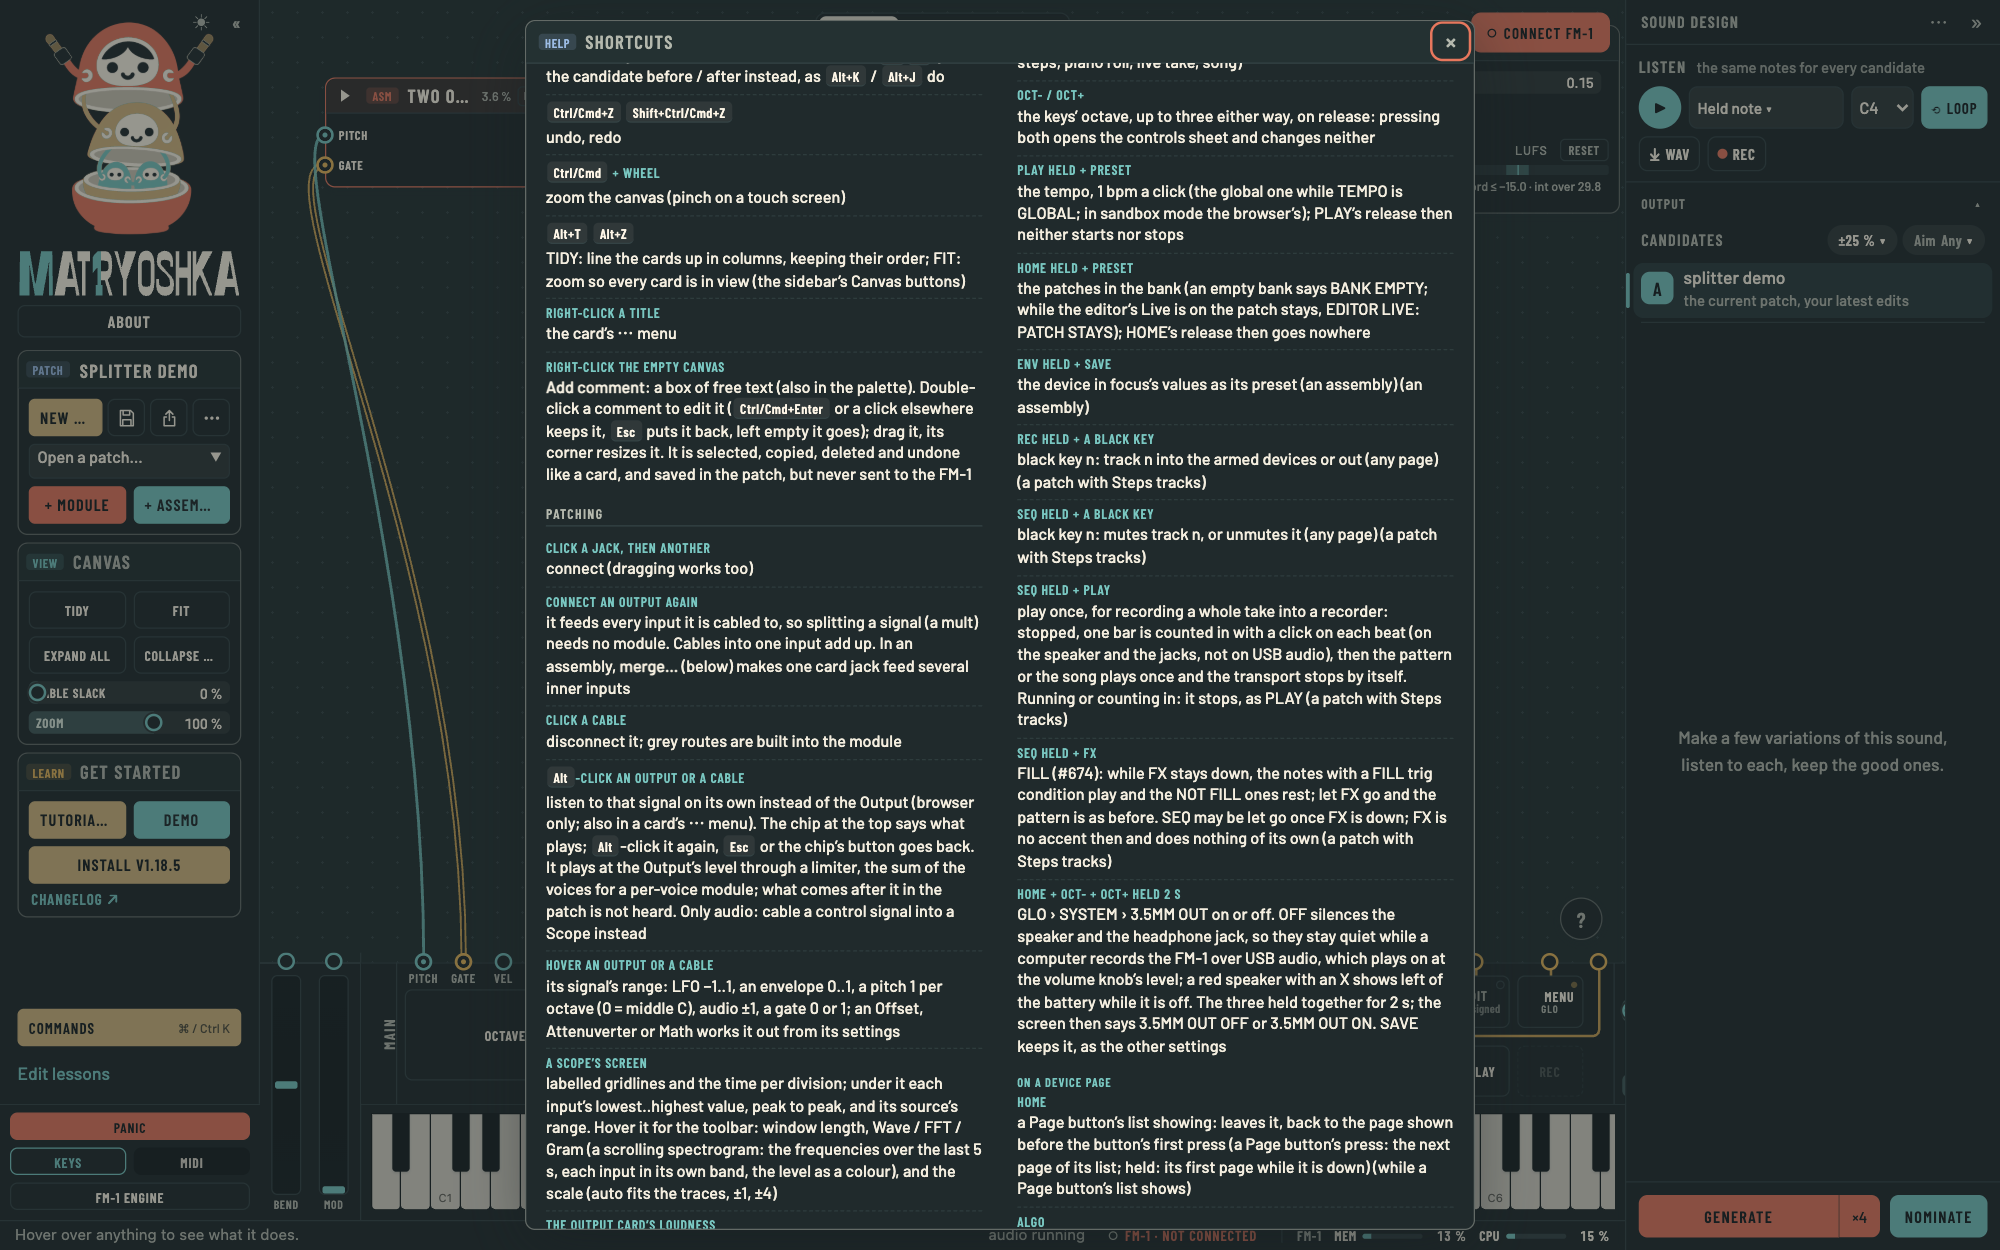 MATRYOSHKA
ABOUT
PATCH SPLITTER DEMO
NEW ...
Open a patch...
+ MODULE
+ ASSEM...
VIEW CANVAS
TIDY
FIT
EXPAND ALL
COLLAPSE ...
BLE SLACK 0 %
ZOOM 100 %
LEARN GET STARTED
TUTORIA...
DEMO
INSTALL V1.18.5
CHANGELOG ↗
COMMANDS ⌘ / Ctrl K
Edit lessons
PANIC
KEYS
MIDI
FM-1 ENGINE
Hover over anything to see what it does.
ASM TWO O... 3.6 %
PITCH
GATE
PITCH GATE VEL
MAIN
OCTAVE
BEND MOD
C1
HELP SHORTCUTS
×
the candidate before / after instead, as Alt+K / Alt+J do
Ctrl/Cmd+Z Shift+Ctrl/Cmd+Z
undo, redo
Ctrl/Cmd + WHEEL
zoom the canvas (pinch on a touch screen)
Alt+T Alt+Z
TIDY: line the cards up in columns, keeping their order; FIT:
zoom so every card is in view (the sidebar's Canvas buttons)
RIGHT-CLICK A TITLE
the card's ··· menu
RIGHT-CLICK THE EMPTY CANVAS
Add comment: a box of free text (also in the palette). Double-
click a comment to edit it ( Ctrl/Cmd+Enter or a click elsewhere
keeps it, Esc puts it back, left empty it goes); drag it, its
corner resizes it. It is selected, copied, deleted and undone
like a card, and saved in the patch, but never sent to the FM-1
PATCHING
CLICK A JACK, THEN ANOTHER
connect (dragging works too)
CONNECT AN OUTPUT AGAIN
it feeds every input it is cabled to, so splitting a signal (a mult)
needs no module. Cables into one input add up. In an
assembly, merge... (below) makes one card jack feed several
inner inputs
CLICK A CABLE
disconnect it; grey routes are built into the module
Alt -CLICK AN OUTPUT OR A CABLE
listen to that signal on its own instead of the Output (browser
only; also in a card's ··· menu). The chip at the top says what
plays; Alt -click it again, Esc or the chip's button goes back.
It plays at the Output's level through a limiter, the sum of the
voices for a per-voice module; what comes after it in the
patch is not heard. Only audio: cable a control signal into a
Scope instead
HOVER AN OUTPUT OR A CABLE
its signal's range: LFO −1..1, an envelope 0..1, a pitch 1 per
octave (0 = middle C), audio ±1, a gate 0 or 1; an Offset,
Attenuverter or Math works it out from its settings
A SCOPE'S SCREEN
labelled gridlines and the time per division; under it each
input's lowest..highest value, peak to peak, and its source's
range. Hover it for the toolbar: window length, Wave / FFT /
Gram (a scrolling spectrogram: the frequencies over the last 5
s, each input in its own band, the level as a colour), and the
scale (auto fits the traces, ±1, ±4)
THE OUTPUT CARD'S LOUDNESS
steps, piano roll, live take, song)
OCT- / OCT+
the keys' octave, up to three either way, on release: pressing
both opens the controls sheet and changes neither
PLAY HELD + PRESET
the tempo, 1 bpm a click (the global one while TEMPO is
GLOBAL; in sandbox mode the browser's); PLAY's release then
neither starts nor stops
HOME HELD + PRESET
the patches in the bank (an empty bank says BANK EMPTY;
while the editor's Live is on the patch stays, EDITOR LIVE:
PATCH STAYS); HOME's release then goes nowhere
ENV HELD + SAVE
the device in focus's values as its preset (an assembly) (an
assembly)
REC HELD + A BLACK KEY
black key n: track n into the armed devices or out (any page)
(a patch with Steps tracks)
SEQ HELD + A BLACK KEY
black key n: mutes track n, or unmutes it (any page) (a patch
with Steps tracks)
SEQ HELD + PLAY
play once, for recording a whole take into a recorder:
stopped, one bar is counted in with a click on each beat (on
the speaker and the jacks, not on USB audio), then the pattern
or the song plays once and the transport stops by itself.
Running or counting in: it stops, as PLAY (a patch with Steps
tracks)
SEQ HELD + FX
FILL (#674): while FX stays down, the notes with a FILL trig
condition play and the NOT FILL ones rest; let FX go and the
pattern is as before. SEQ may be let go once FX is down; FX is
no accent then and does nothing of its own (a patch with
Steps tracks)
HOME + OCT- + OCT+ HELD 2 S
GLO › SYSTEM › 3.5MM OUT on or off. OFF silences the
speaker and the headphone jack, so they stay quiet while a
computer records the FM-1 over USB audio, which plays on at
the volume knob's level; a red speaker with an X shows left of
the battery while it is off. The three held together for 2 s; the
screen then says 3.5MM OUT OFF or 3.5MM OUT ON. SAVE
keeps it, as the other settings
ON A DEVICE PAGE
HOME
a Page button's list showing: leaves it, back to the page shown
before the button's first press (a Page button's press: the next
page of its list; held: its first page while it is down) (while a
Page button's list shows)
ALGO
CONNECT FM-1
0.15
LUFS RESET
rd ≤ −15.0 · int over 29.8
?
IT
igned
MENU
GLO
LAY
REC
C6
audio running
FM-1 · NOT CONNECTED
FM-1 MEM 13 % CPU 15 %
SOUND DESIGN ··· »
LISTEN the same notes for every candidate
Held note ▾
C4
LOOP
WAV
REC
OUTPUT
CANDIDATES ±25 % ▾ Aim Any ▾
A splitter demo
the current patch, your latest edits
Make a few variations of this sound,
listen to each, keep the good ones.
GENERATE ×4
NOMINATE